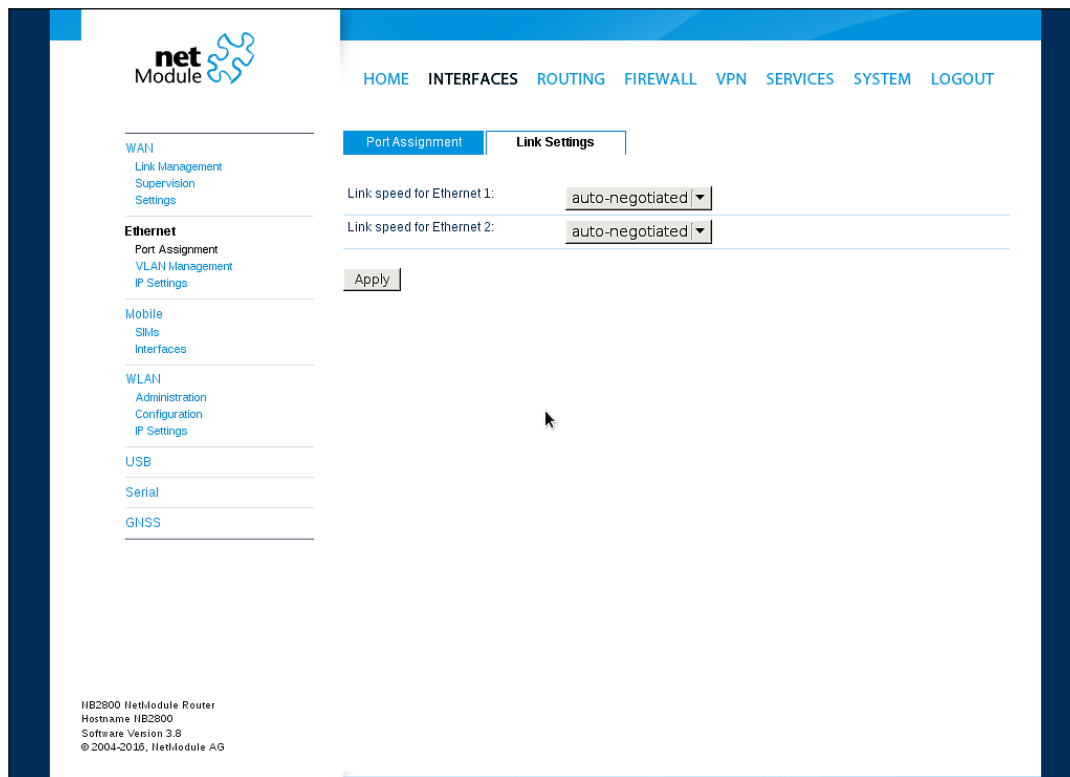 net
Module
HOME INTERFACES ROUTING FIREWALL VPN SERVICES SYSTEM LOGOUT
WAN
Link Management
Supervision
Settings
Ethernet
Port Assignment
VLAN Management
IP Settings
Mobile
SIMs
Interfaces
WLAN
Administration
Configuration
IP Settings
USB
Serial
GNSS
Port Assignment Link Settings
Link speed for Ethernet 1: auto-negotiated
Link speed for Ethernet 2: auto-negotiated
Apply
NB2800 NetModule Router
Hostname NB2800
Software Version 3.8
© 2004-2016, NetModule AG